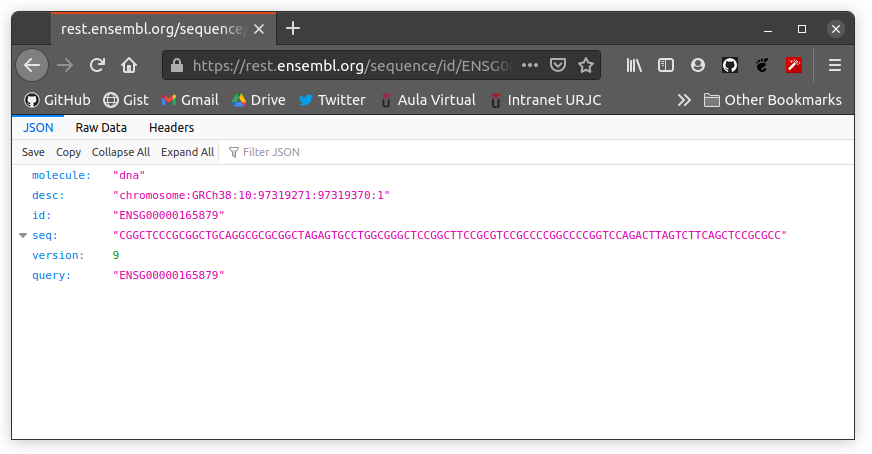 rest.ensembl.org/sequence/
https://rest.ensembl.org/sequence/id/ENSG00
GitHub Gist Gmail Drive Twitter Aula Virtual Intranet URJC Other Bookmarks
JSON Raw Data Headers
Save Copy Collapse All Expand All Filter JSON
molecule: "dna"
desc: "chromosome:GRCh38:10:97319271:97319370:1"
id: "ENSG00000165879"
seq: "CGGCTCCCGCGGCTGCAGGCGCGCGGCTAGAGTGCCTGGCGGGCTCCGGCTTCCGCGTCCGCCCCGGCCCCGGTCCAGACTTAGTCTTCAGCTCCGCGCC"
version: 9
query: "ENSG00000165879"